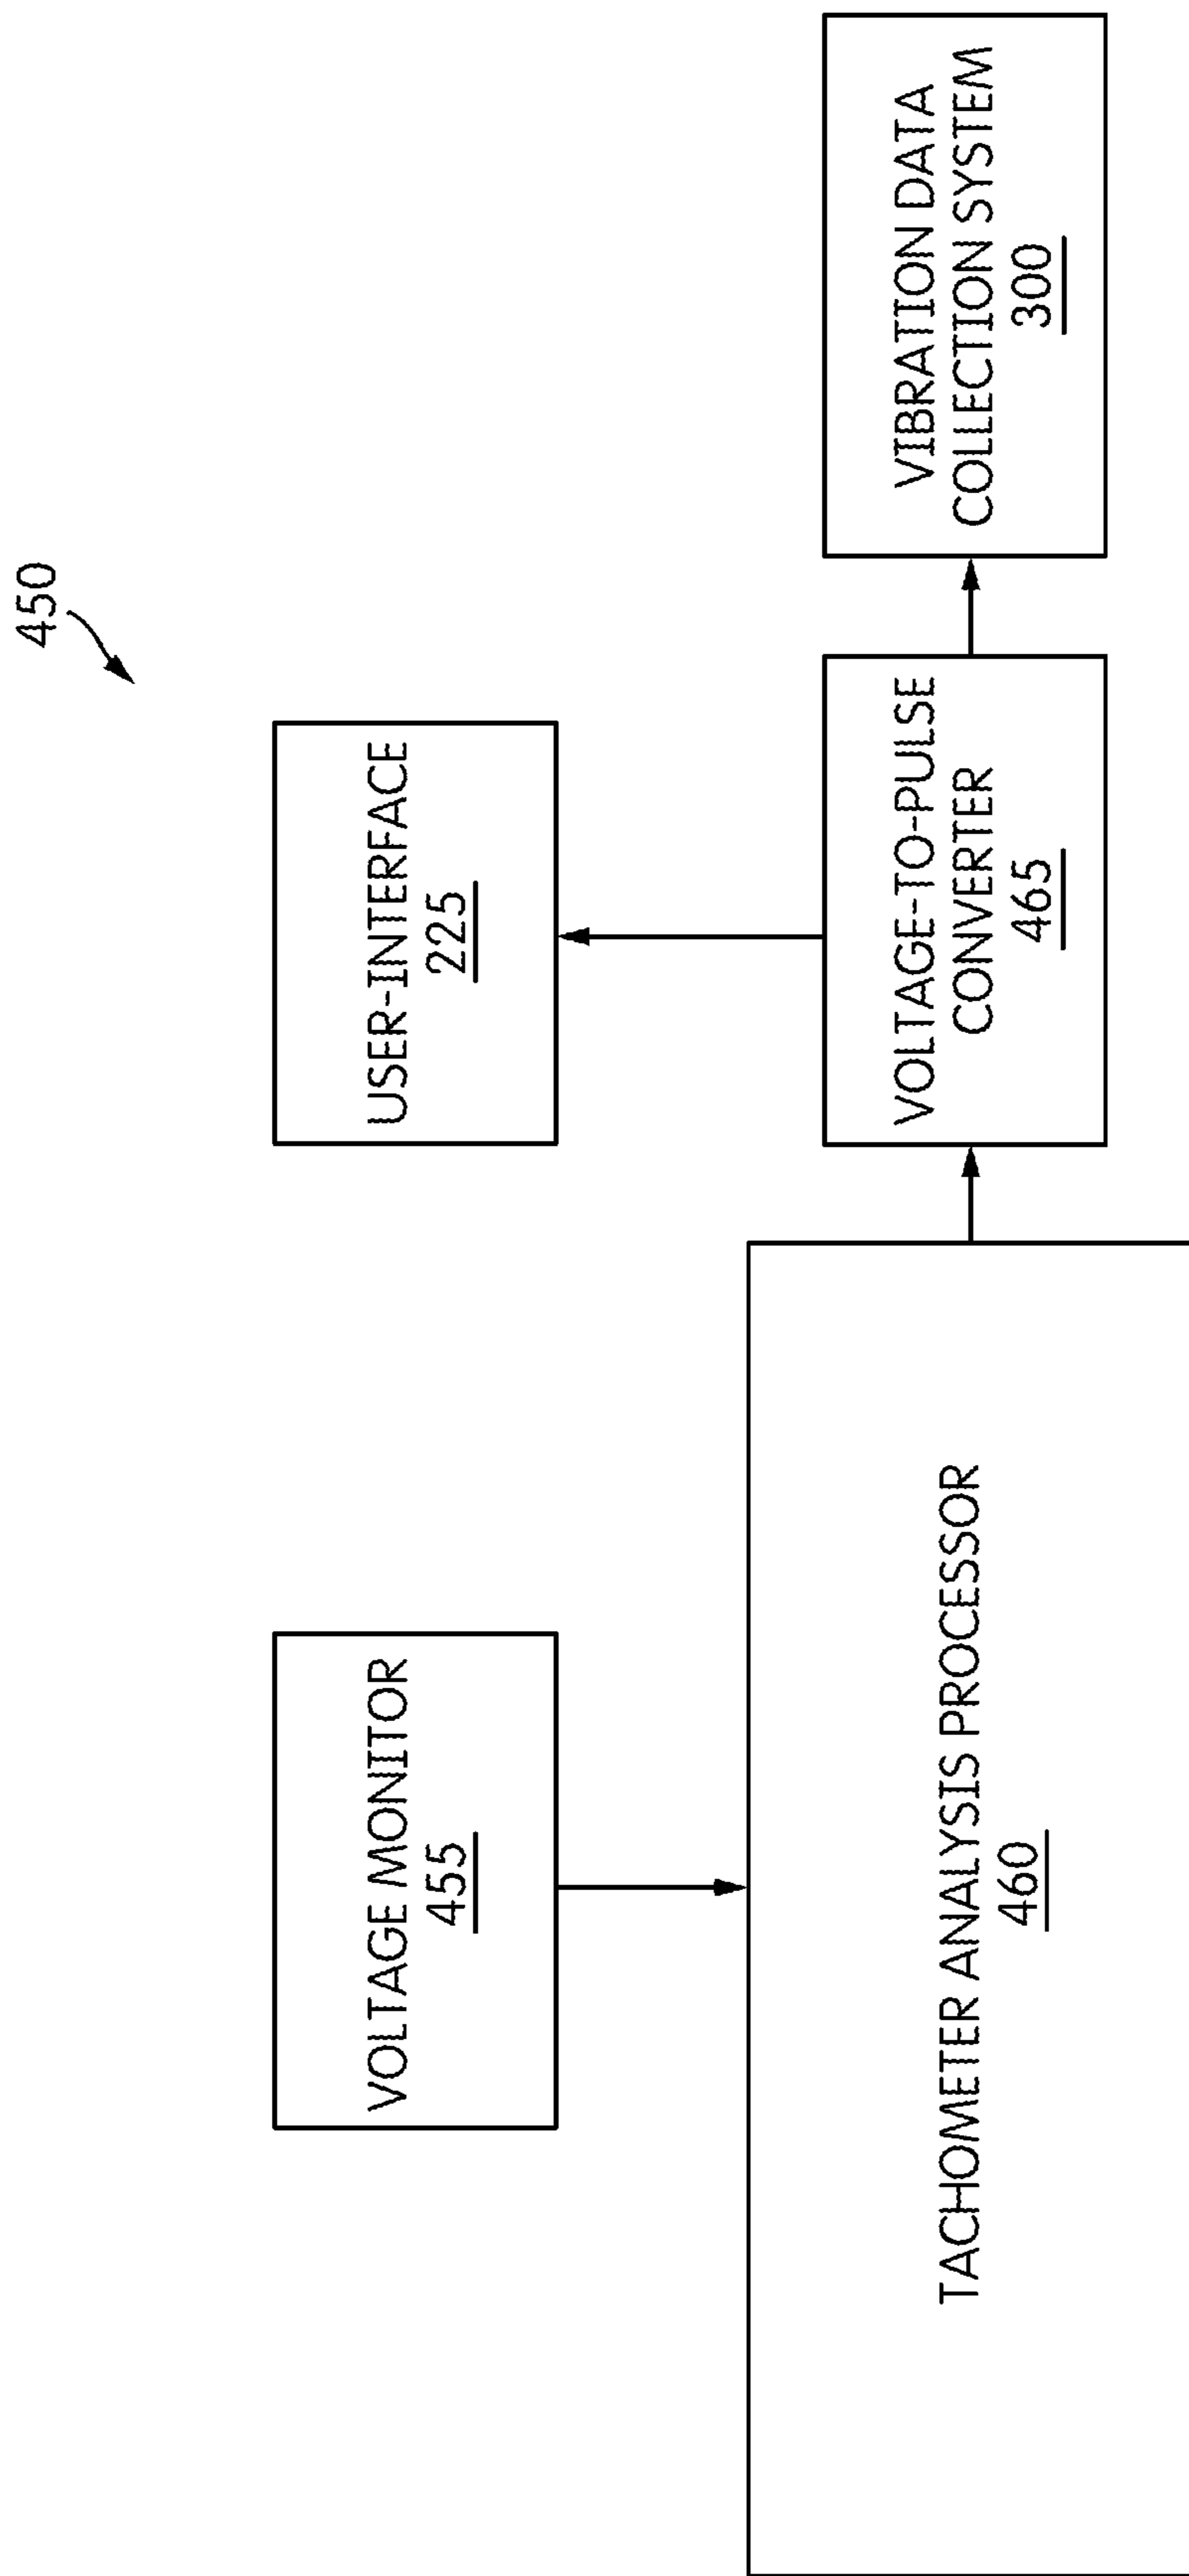 450
VOLTAGE MONITOR
455
USER-INTERFACE
225
TACHOMETER ANALYSIS PROCESSOR
460
VOLTAGE-TO-PULSE
CONVERTER
465
VIBRATION DATA
COLLECTION SYSTEM
300